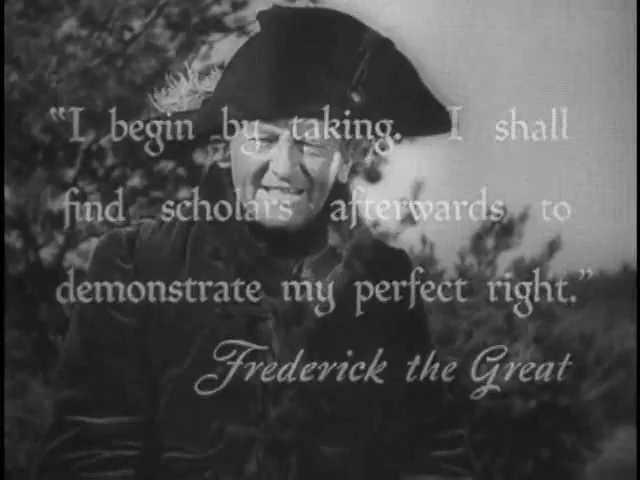 "I begin by taking. I shall
find scholars afterwards to
demonstrate my perfect right."
Frederick the Great